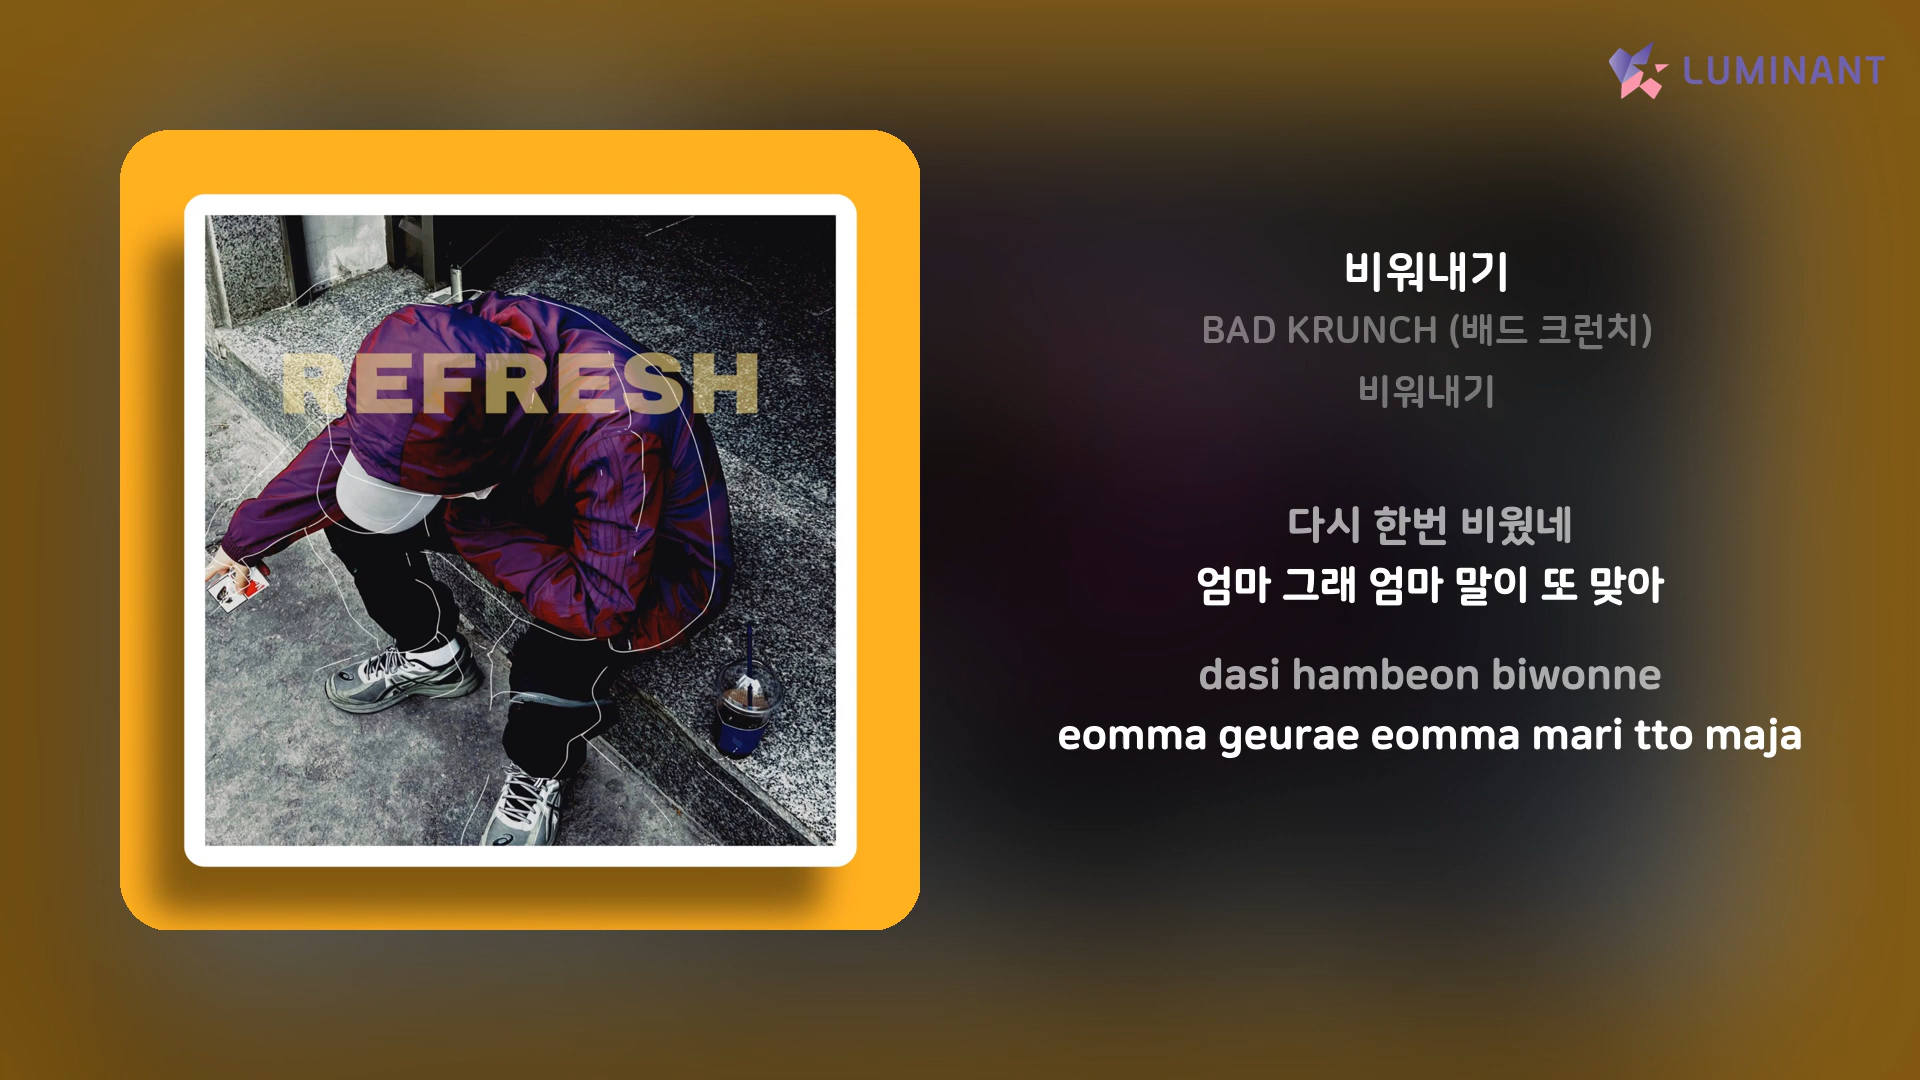 LUMINANT
REFRESH
비워내기
BAD KRUNCH (배드 크런치)
비워내기
다시 한번 비웠네
엄마 그래 엄마 말이 또 맞아
dasi hambeon biwonne
eomma geurae eomma mari tto maja